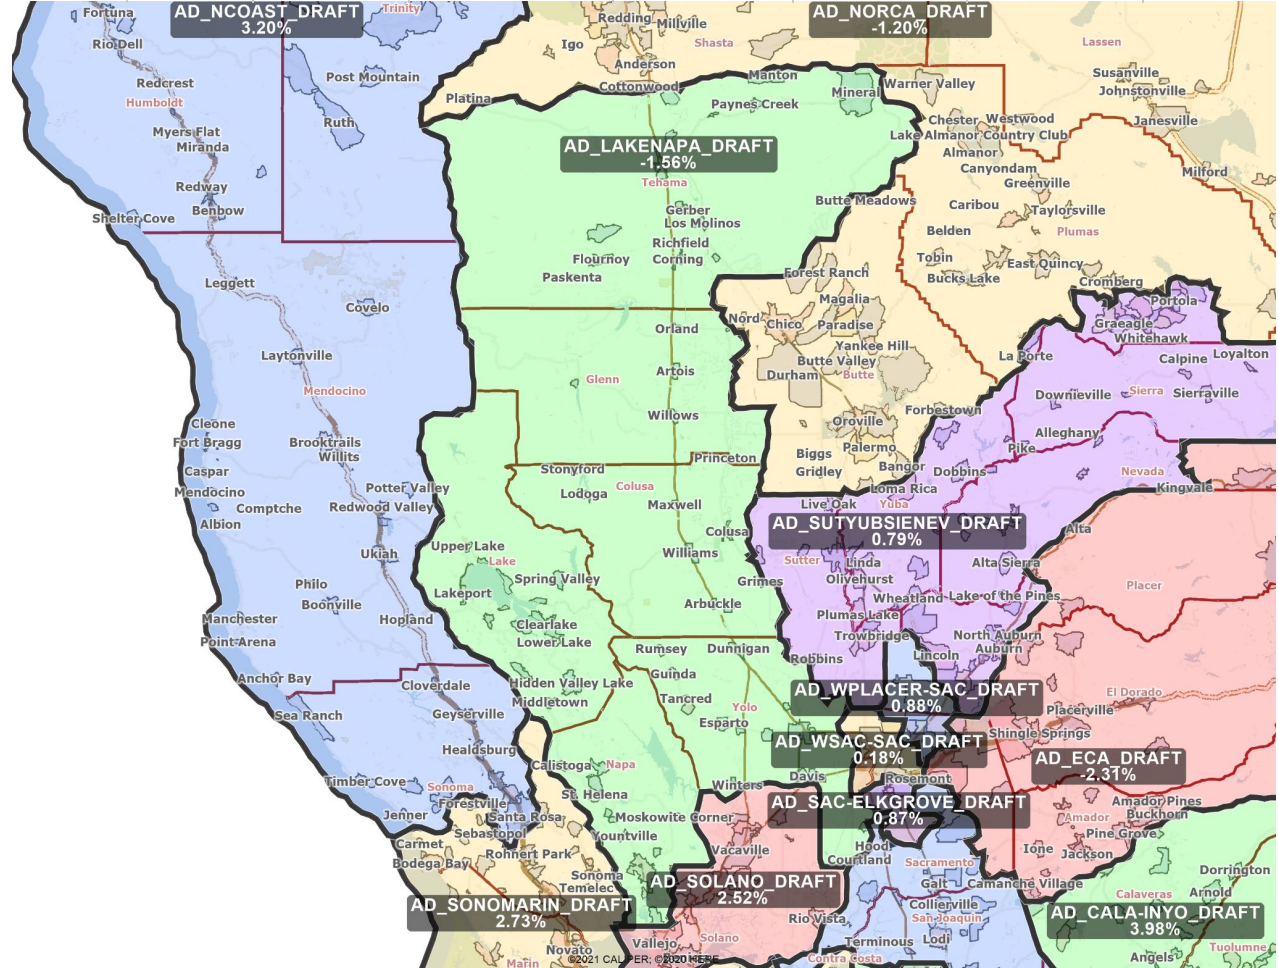 Fortuna
AD_NCOAST_DRAFT
3.20%
Trinity
Redding
Millville
AD_NORCA_DRAFT
-1.20%
Rio Dell
Igo
Shasta
Lassen
Anderson
Redcrest
Post Mountain
Cottonwood
Manton
Mineral
Warner Valley
Susanville
Johnstonville
Humboldt
Platina
Paynes Creek
Ruth
Chester
Westwood
Janesville
Myers Flat
Miranda
Lake Almanor Country Club
AD_LAKENAPA_DRAFT
-1.56%
Almanor
Canyondam
Milford
Redway
Tehama
Greenville
Benbow
Butte Meadows
Caribou
Shelter Cove
Gerber
Los Molinos
Taylorsville
Belden
Plumas
Richfield
Corning
Flournoy
Paskenta
Tobin
East Quincy
Forest Ranch
Bucks Lake
Cromberg
Leggett
Covelo
Magalia
Portola
Nord
Chico
Paradise
Graeagle
Whitehawk
Orland
Laytonville
Yankee Hill
La Porte
Calpine
Loyalton
Butte Valley
Durham
Butte
Artois
Glenn
Mendocino
Downieville
Sierra
Sierraville
Willows
Forbestown
Oroville
Cleone
Fort Bragg
Brooktrails
Willits
Alleghany
Pike
Palermo
Biggs
Gridley
Bangor
Dobbins
Princeton
Stonyford
Nevada
Caspar
Colusa
Lodoga
Kingvale
Mendocino
Potter Valley
Loma Rica
Comptche
Redwood Valley
Maxwell
Live Oak
Yuba
Albion
AD_SUTYUBSIENEV_DRAFT
0.79%
Alta
Colusa
Upper Lake
Ukiah
Lake
Williams
Sutter
Linda
Alta Sierra
Spring Valley
Grimes
Olivehurst
Philo
Lakeport
Placer
Boonville
Arbuckle
Wheatland
Lake of the Pines
Manchester
Hopland
Clearlake
Plumas Lake
Point Arena
Lower Lake
Trowbridge
North Auburn
Auburn
Rumsey
Dunnigan
Robbins
Lincoln
Anchor Bay
Cloverdale
Hidden Valley Lake
Guinda
AD_WPLACER-SAC_DRAFT
0.88%
El Dorado
Middletown
Tancred
Yolo
Sea Ranch
Geyserville
Esparto
Placerville
Shingle Springs
AD_WSAC-SAC_DRAFT
0.18%
Healdsburg
Calistoga
Napa
AD_ECA_DRAFT
-2.31%
Timber Cove
Sonoma
Winters
Davis
Rosemont
St. Helena
Forestville
AD_SAC-ELKGROVE_DRAFT
0.87%
Amador Pines
Buckhorn
Jenner
Santa Rosa
Moskowite Corner
Amador
Sebastopol
Yountville
Pine Grove
Carmet
Hood
Ione
Jackson
Bodega Bay
Rohnert Park
Vacaville
Courtland
Sacramento
Dorrington
Sonoma
Temelec
AD_SOLANO_DRAFT
2.52%
Galt
Camanche Village
Calaveras
Arnold
AD_SONOMARIN_DRAFT
2.73%
Rio Vista
Collierville
San Joaquin
AD_CALA-INYO_DRAFT
3.98%
Vallejo
Solano
Terminous
Lodi
Tuolumne
Novato
Marin
Contra Costa
Angels
©2021 CALIPER; ©2020 HERE